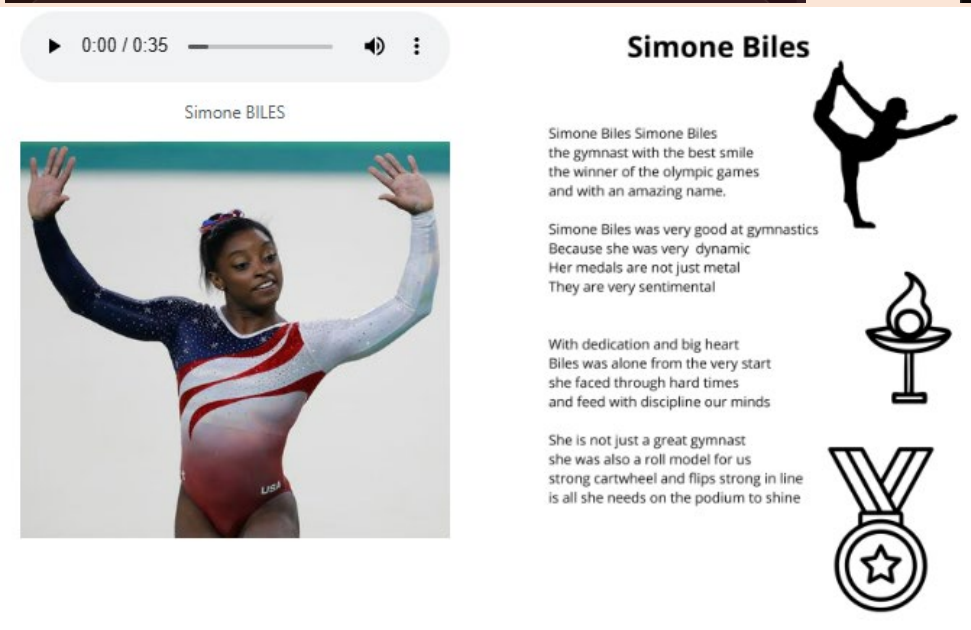 0:00 / 0:35
Simone BILES
USA
Simone Biles
Simone Biles Simone Biles
the gymnast with the best smile
the winner of the olympic games
and with an amazing name.
Simone Biles was very good at gymnastics
Because she was very dynamic
Her medals are not just metal
They are very sentimental
With dedication and big heart
Biles was alone from the very start
she faced through hard times
and feed with discipline our minds
She is not just a great gymnast
she was also a roll model for us
strong cartwheel and flips strong in line
is all she needs on the podium to shine